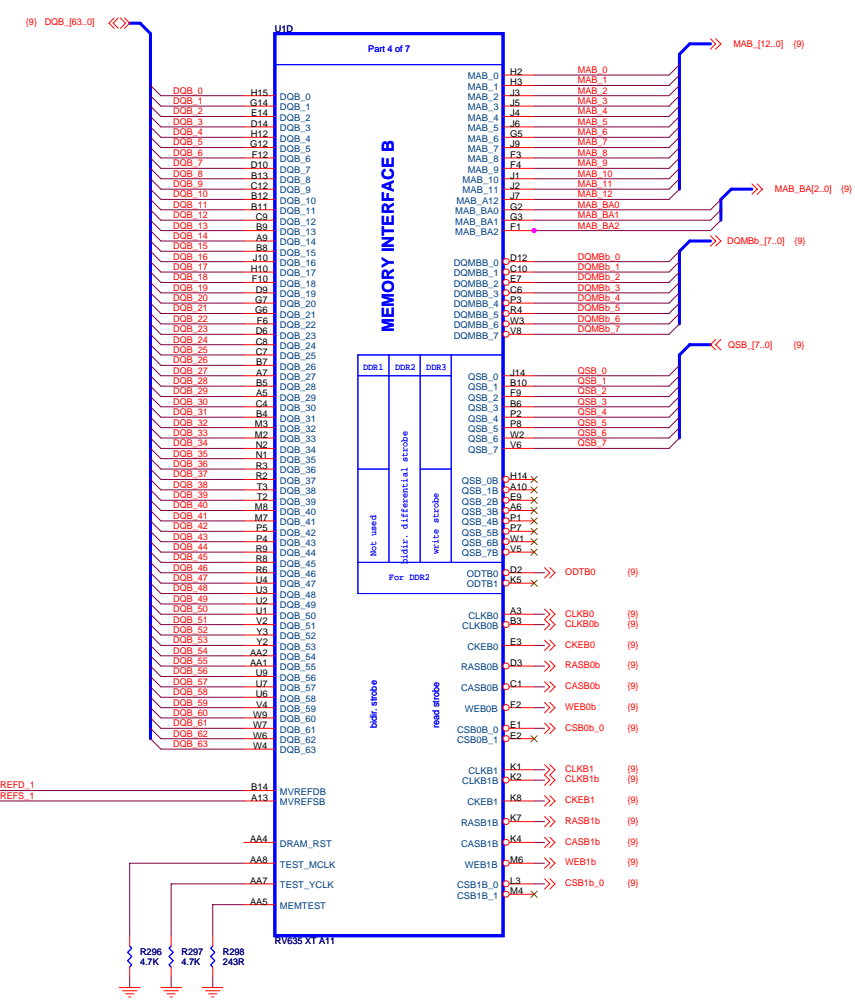 {9} DQB_[63..0]
U1D
Part 4 of 7
MEMORY INTERFACE B
DQB_0 H15 DQB_0
DQB_1 G14 DQB_1
DQB_2 E14 DQB_2
DQB_3 D14 DQB_3
DQB_4 H12 DQB_4
DQB_5 G12 DQB_5
DQB_6 F12 DQB_6
DQB_7 D10 DQB_7
DQB_8 B13 DQB_8
DQB_9 C12 DQB_9
DQB_10 B12 DQB_10
DQB_11 B11 DQB_11
DQB_12 C9 DQB_12
DQB_13 B9 DQB_13
DQB_14 A9 DQB_14
DQB_15 B8 DQB_15
DQB_16 J10 DQB_16
DQB_17 H10 DQB_17
DQB_18 F10 DQB_18
DQB_19 D9 DQB_19
DQB_20 G7 DQB_20
DQB_21 G6 DQB_21
DQB_22 F6 DQB_22
DQB_23 D6 DQB_23
DQB_24 C8 DQB_24
DQB_25 C7 DQB_25
DQB_26 B7 DQB_26
DQB_27 A7 DQB_27
DQB_28 B5 DQB_28
DQB_29 A5 DQB_29
DQB_30 C4 DQB_30
DQB_31 B4 DQB_31
DQB_32 M3 DQB_32
DQB_33 M2 DQB_33
DQB_34 N2 DQB_34
DQB_35 N1 DQB_35
DQB_36 R3 DQB_36
DQB_37 R2 DQB_37
DQB_38 T3 DQB_38
DQB_39 T2 DQB_39
DQB_40 M8 DQB_40
DQB_41 M7 DQB_41
DQB_42 P5 DQB_42
DQB_43 P4 DQB_43
DQB_44 R9 DQB_44
DQB_45 R8 DQB_45
DQB_46 R6 DQB_46
DQB_47 U4 DQB_47
DQB_48 U3 DQB_48
DQB_49 U2 DQB_49
DQB_50 U1 DQB_50
DQB_51 V2 DQB_51
DQB_52 Y3 DQB_52
DQB_53 Y2 DQB_53
DQB_54 AA2 DQB_54
DQB_55 AA1 DQB_55
DQB_56 U9 DQB_56
DQB_57 U7 DQB_57
DQB_58 U6 DQB_58
DQB_59 V4 DQB_59
DQB_60 W9 DQB_60
DQB_61 W7 DQB_61
DQB_62 W6 DQB_62
DQB_63 W4 DQB_63
REFD_1 B14 MVREFDB
REFS_1 A13 MVREFSB
AA4 DRAM_RST
AA8 TEST_MCLK
AA7 TEST_YCLK
AA5 MEMTEST
R296 4.7K
R297 4.7K
R298 243R
RV635 XT A11
MAB_[12..0] {9}
MAB_0 H2 MAB_0
MAB_1 H3 MAB_1
MAB_2 J3 MAB_2
MAB_3 J5 MAB_3
MAB_4 J4 MAB_4
MAB_5 J6 MAB_5
MAB_6 G5 MAB_6
MAB_7 J9 MAB_7
MAB_8 F3 MAB_8
MAB_9 F4 MAB_9
MAB_10 J1 MAB_10
MAB_11 J2 MAB_11
MAB_A12 J7 MAB_12
MAB_BA0 G2 MAB_BA0
MAB_BA1 G3 MAB_BA1
MAB_BA2 F1 MAB_BA2
MAB_BA[2..0] {9}
DQMBb_[7..0] {9}
DQMBB_0 D12 DQMBb_0
DQMBB_1 C10 DQMBb_1
DQMBB_2 E7 DQMBb_2
DQMBB_3 C6 DQMBb_3
DQMBB_4 P3 DQMBb_4
DQMBB_5 R4 DQMBb_5
DQMBB_6 W3 DQMBb_6
DQMBB_7 V8 DQMBb_7
QSB_[7..0] {9}
DDR1 DDR2 DDR3
Not used
bidir. differential strobe
write strobe
For DDR2
bidir. strobe
read strobe
QSB_0 J14 QSB_0
QSB_1 B10 QSB_1
QSB_2 F9 QSB_2
QSB_3 B6 QSB_3
QSB_4 P2 QSB_4
QSB_5 P8 QSB_5
QSB_6 W2 QSB_6
QSB_7 V6 QSB_7
QSB_0B H14
QSB_1B A10
QSB_2B E9
QSB_3B A6
QSB_4B P1
QSB_5B P7
QSB_6B W1
QSB_7B V5
ODTB0 D2 ODTB0 {9}
ODTB1 K5
CLKB0 A3 CLKB0 {9}
CLKB0B B3 CLKB0b {9}
CKEB0 E3 CKEB0 {9}
RASB0B D3 RASB0b {9}
CASB0B C1 CASB0b {9}
WEB0B F2 WEB0b {9}
CSB0B_0 E1 CSB0b_0 {9}
CSB0B_1 E2
CLKB1 K1 CLKB1 {9}
CLKB1B K2 CLKB1b {9}
CKEB1 K8 CKEB1 {9}
RASB1B K7 RASB1b {9}
CASB1B K4 CASB1b {9}
WEB1B M6 WEB1b {9}
CSB1B_0 L3 CSB1b_0 {9}
CSB1B_1 M4